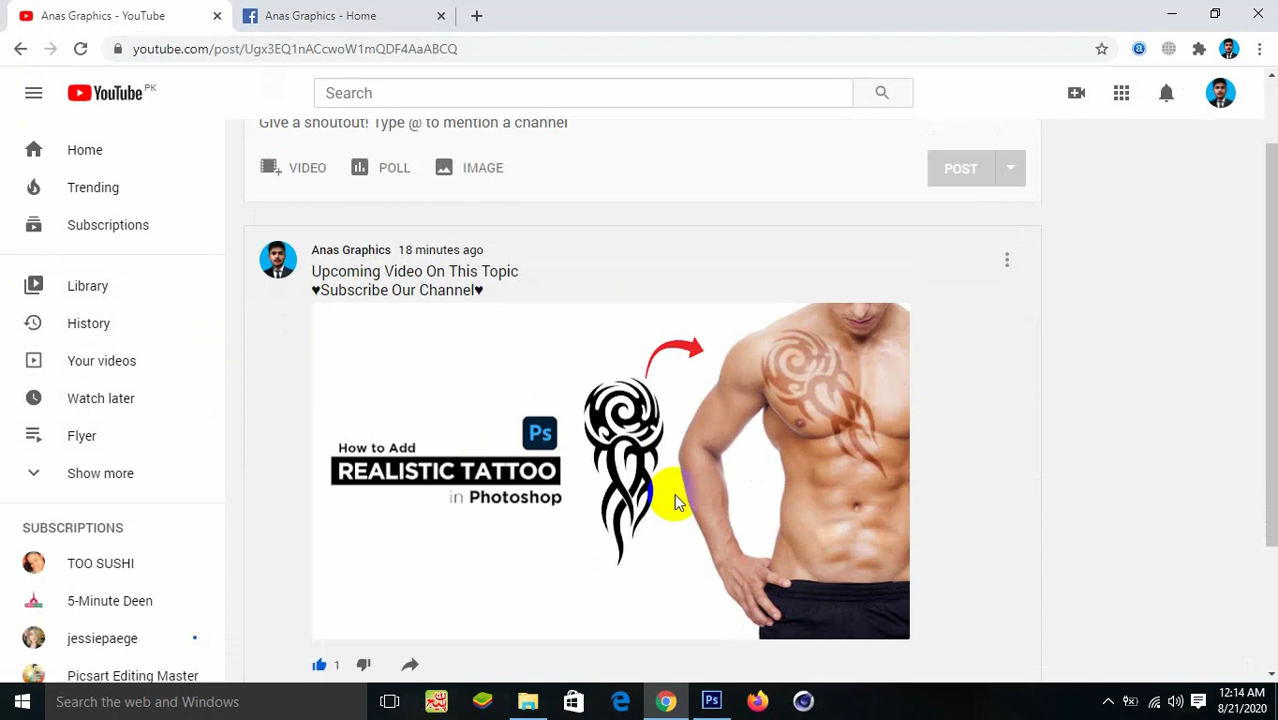 Anas Graphics - YouTube
Anas Graphics - Home
youtube.com/post/Ugx3EQ1nACcwoW1mQDF4AaABCQ
YouTube PK
Search
Give a shoutout! Type @ to mention a channel
VIDEO
POLL
IMAGE
POST
Home
Trending
Subscriptions
Library
History
Your videos
Watch later
Flyer
Show more
SUBSCRIPTIONS
TOO SUSHI
5-Minute Deen
jessiepaege
Picsart Editing Master
Anas Graphics 18 minutes ago
Upcoming Video On This Topic
♥Subscribe Our Channel♥
Ps
How to Add
REALISTIC TATTOO
in Photoshop
1
Search the web and Windows
Ps
12:14 AM
8/21/2020